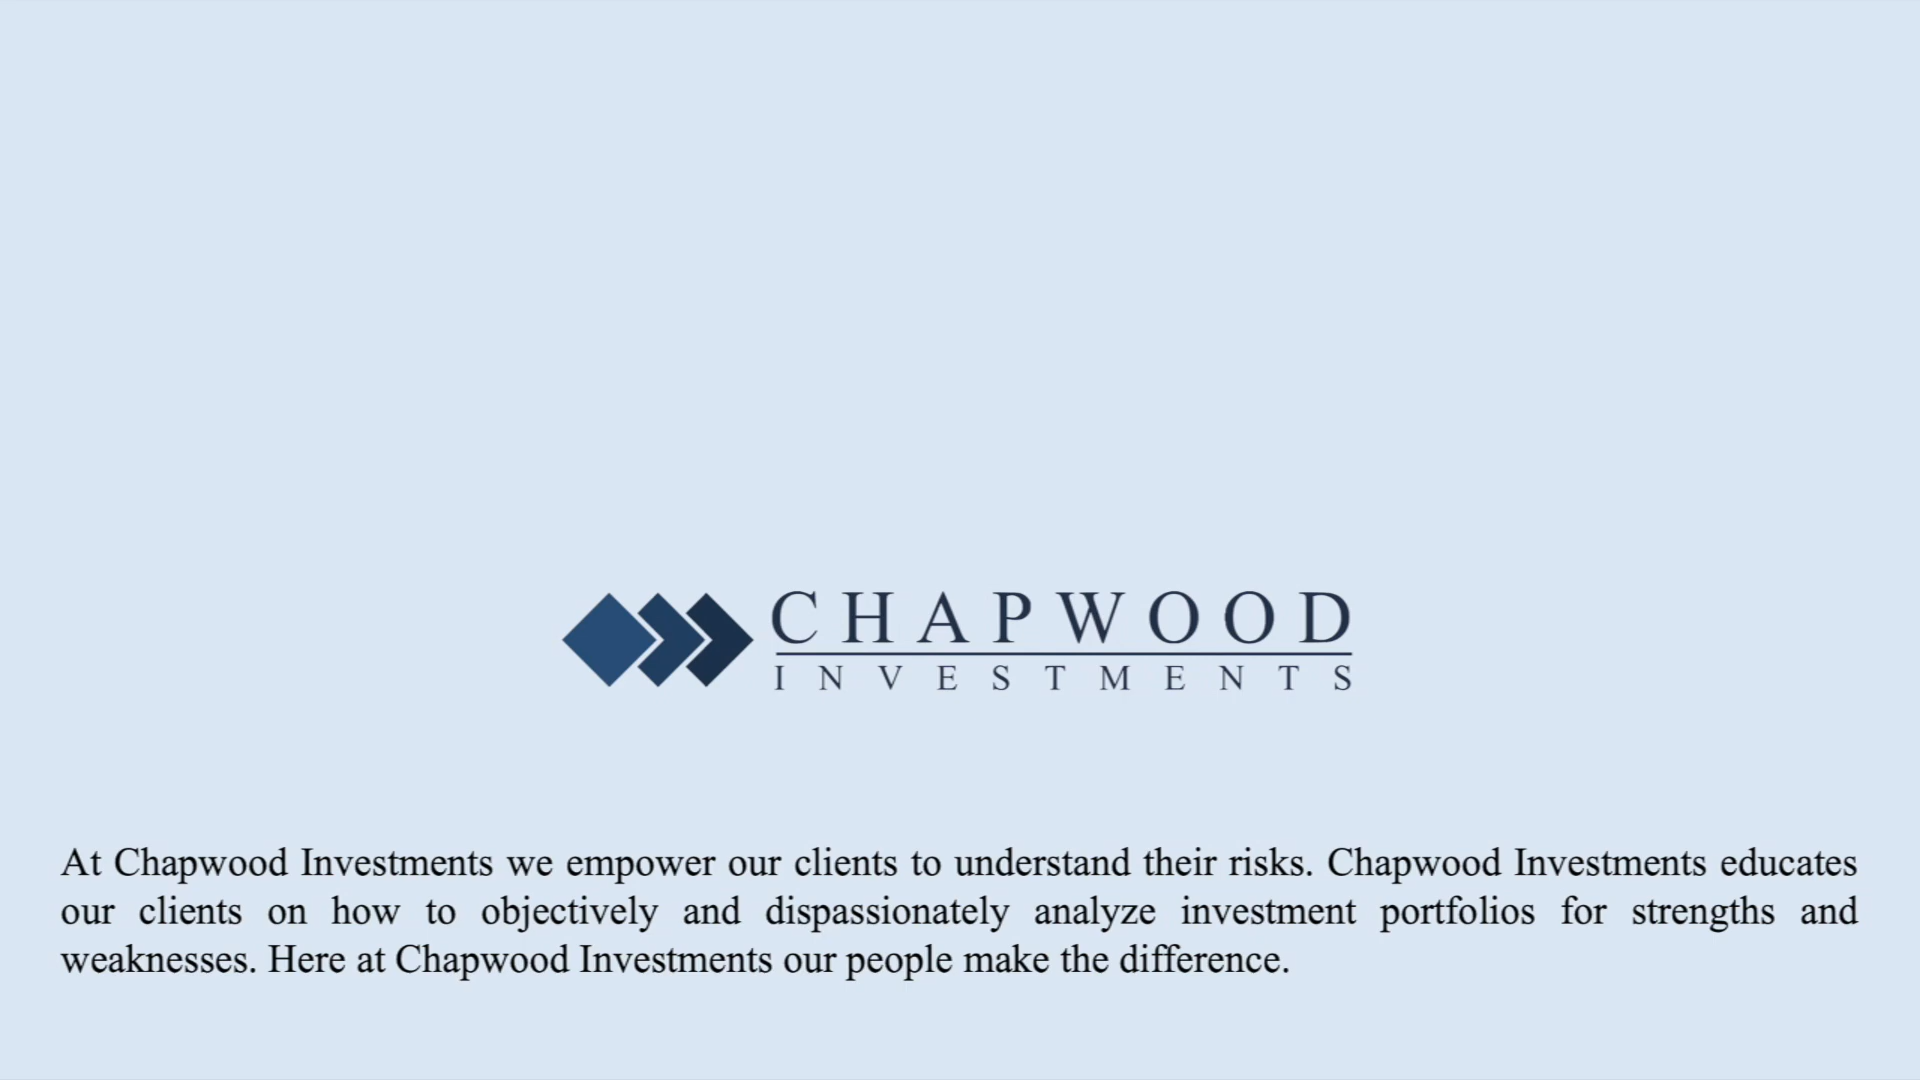 CHAPWOOD
INVESTMENTS
At Chapwood Investments we empower our clients to understand their risks. Chapwood Investments educates
our clients on how to objectively and dispassionately analyze investment portfolios for strengths and
weaknesses. Here at Chapwood Investments our people make the difference.